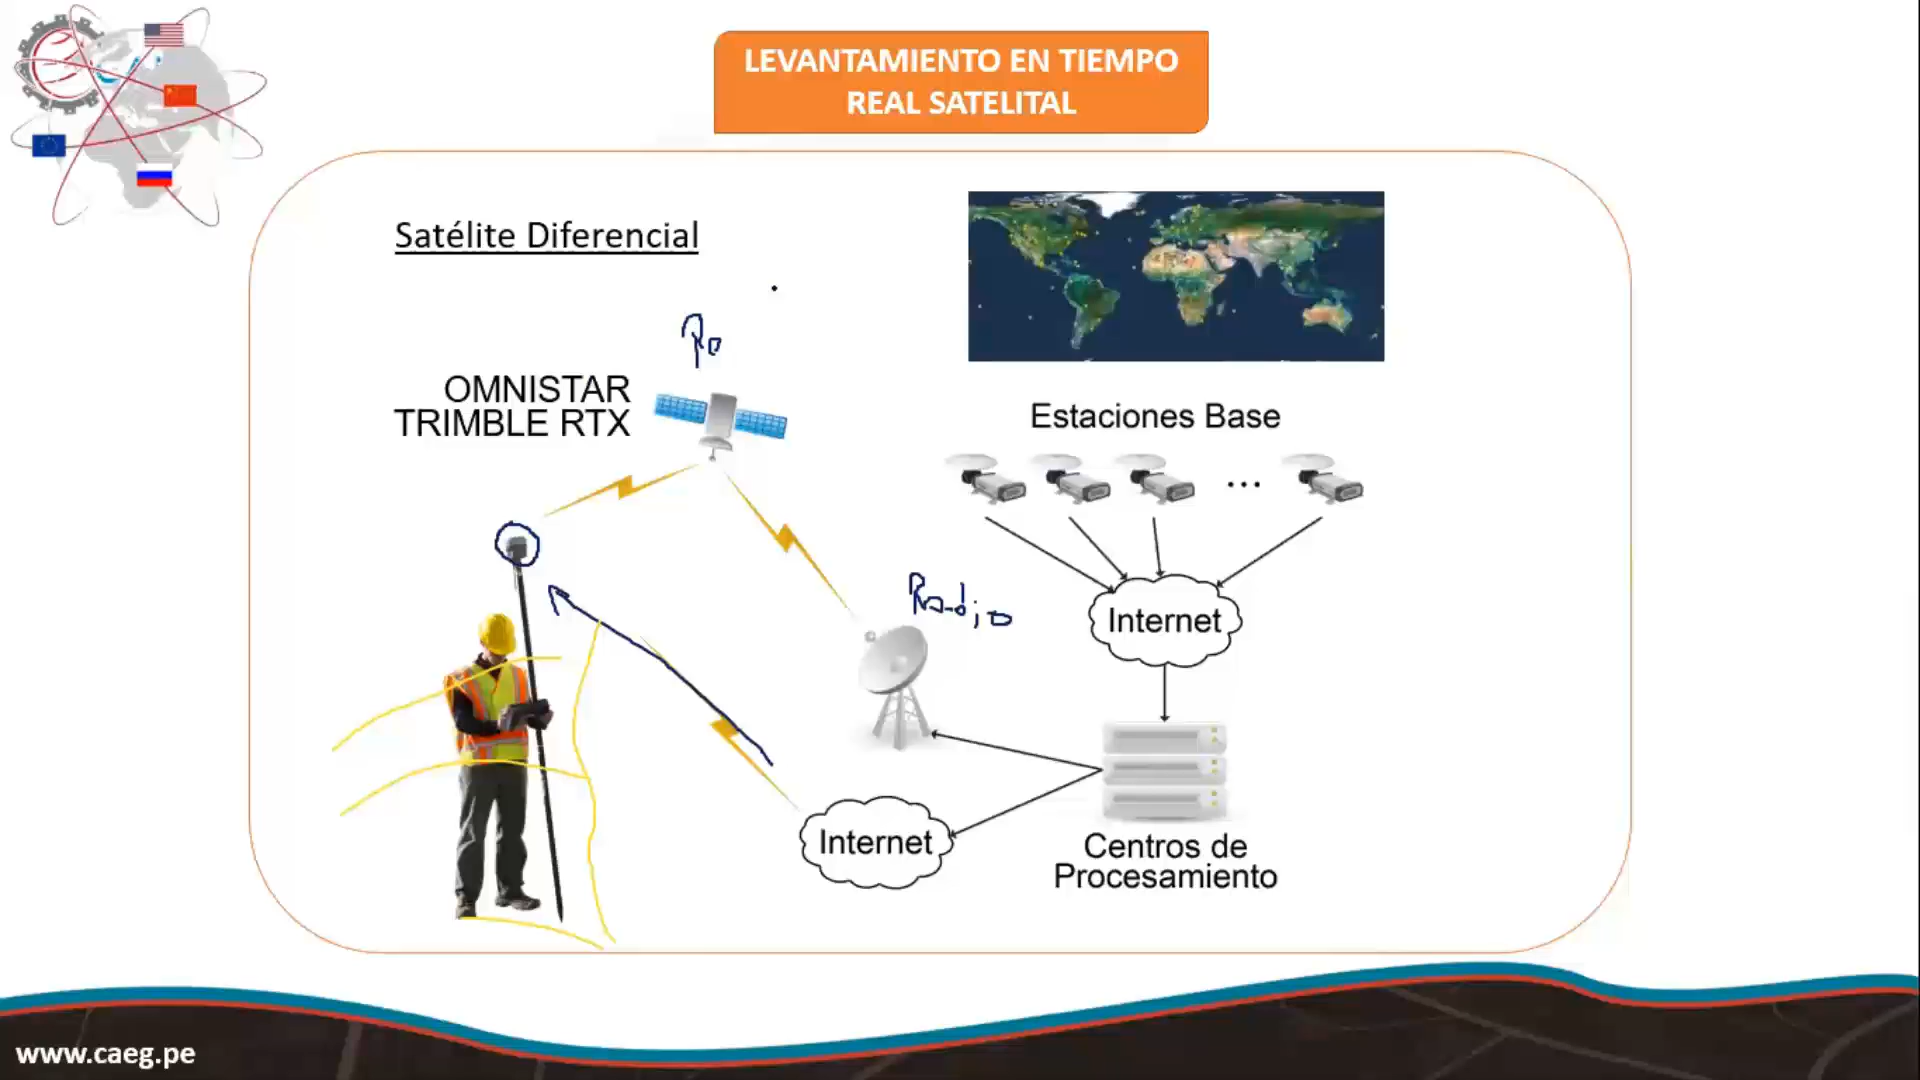 LEVANTAMIENTO EN TIEMPO
REAL SATELITAL
Satélite Diferencial
Ro
OMNISTAR
TRIMBLE RTX
Estaciones Base
...
Radio
Internet
Internet
Centros de
Procesamiento
www.caeg.pe